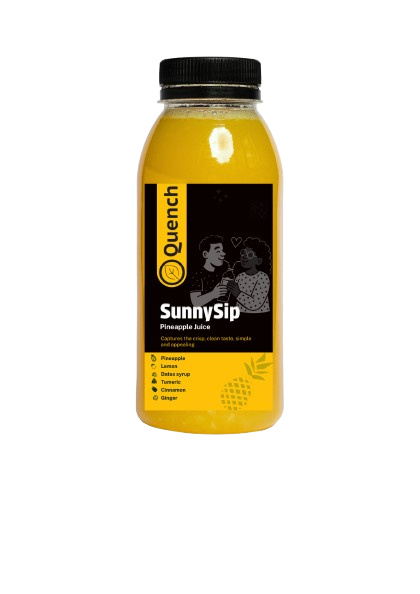 Quench
SunnySip
Pineapple Juice
Captures the crisp, clean taste, simple
and appealing
Pineapple
Lemon
Dates syrup
Tumeric
Cinnamon
Ginger